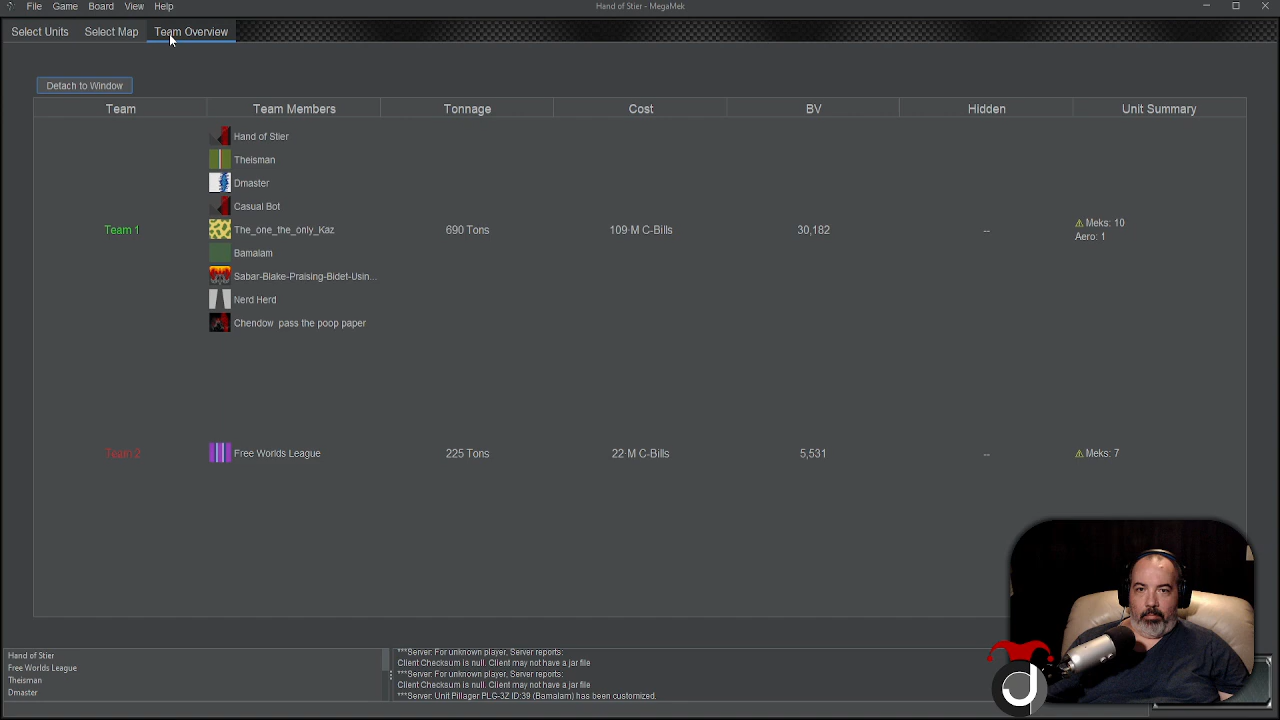 File Game Board View Help
Hand of Stier - MegaMek
Select Units Select Map Team Overview
Detach to Window
Team Team Members Tonnage Cost BV Hidden Unit Summary
Hand of Stier
Theisman
Dmaster
Casual Bot
Team 1 The_one_the_only_Kaz 690 Tons 109 M C-Bills 30,182 -- ⚠ Meks: 10
Aero: 1
Bamalam
Sabar-Blake-Praising-Bidet-Usin...
Nerd Herd
Chendow pass the poop paper
Team 2 Free Worlds League 225 Tons 22 M C-Bills 5,531 -- ⚠ Meks: 7
Hand of Stier
Free Worlds League
Theisman
Dmaster
***Server: For unknown player, Server reports:
Client Checksum is null. Client may not have a jar file
***Server: For unknown player, Server reports:
Client Checksum is null. Client may not have a jar file
***Server: Unit Pillager PLG-3Z ID:39 (Bamalam) has been customized.